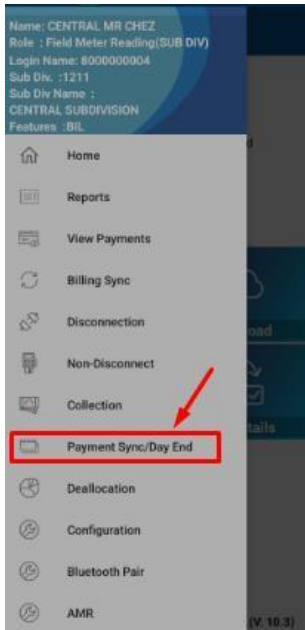 Name: CENTRAL MR CHEZ
Role : Field Meter Reading(SUB DIV)
Login Name: 8000000004
Sub Div. :1211
Sub Div Name :
CENTRAL SUBDIVISION
Features :BIL
Home
Reports
View Payments
Billing Sync
Disconnection
oad
Non-Disconnect
Collection
tails
Payment Sync/Day End
Deallocation
Configuration
Bluetooth Pair
AMR
(V. 10.3)